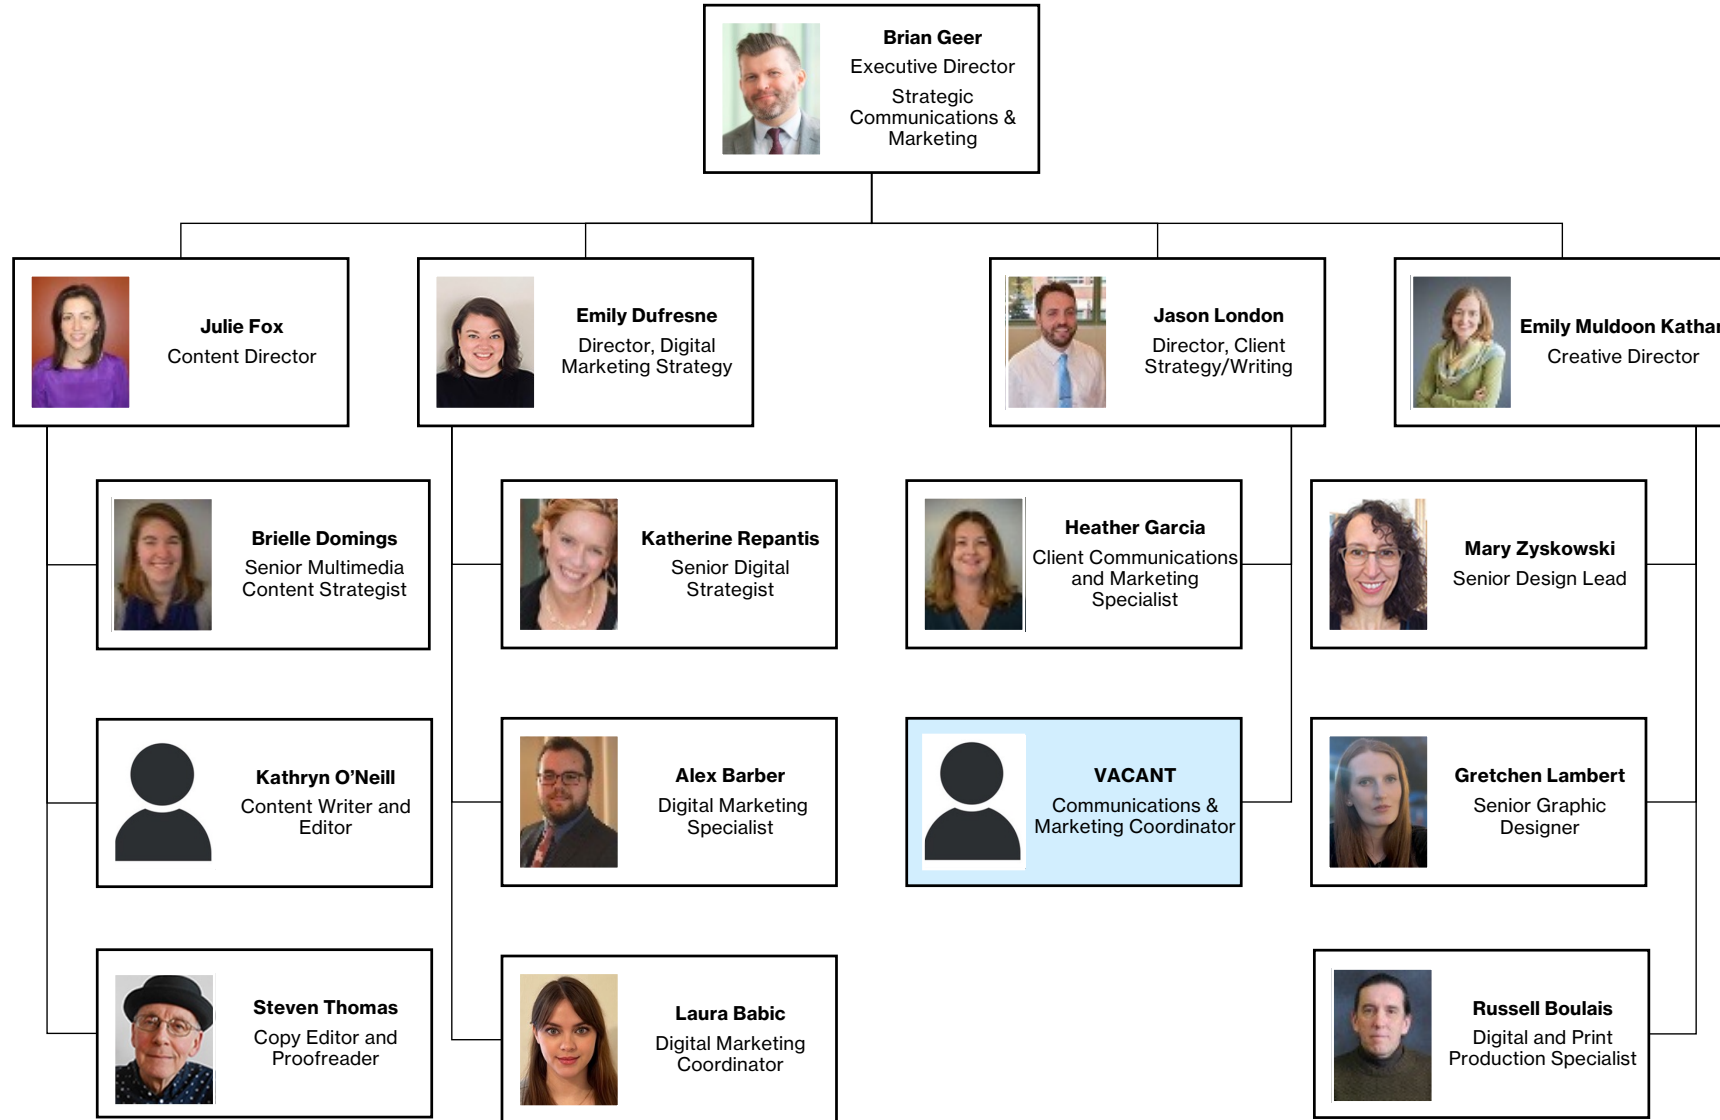 Brian Geer
Executive Director
Strategic
Communications &
Marketing
Julie Fox
Content Director
Emily Dufresne
Director, Digital
Marketing Strategy
Jason London
Director, Client
Strategy/Writing
Emily Muldoon Kathan
Creative Director
Brielle Domings
Senior Multimedia
Content Strategist
Katherine Repantis
Senior Digital
Strategist
Heather Garcia
Client Communications
and Marketing
Specialist
Mary Zyskowski
Senior Design Lead
Kathryn O’Neill
Content Writer and
Editor
Alex Barber
Digital Marketing
Specialist
VACANT
Communications &
Marketing Coordinator
Gretchen Lambert
Senior Graphic
Designer
Steven Thomas
Copy Editor and
Proofreader
Laura Babic
Digital Marketing
Coordinator
Russell Boulais
Digital and Print
Production Specialist